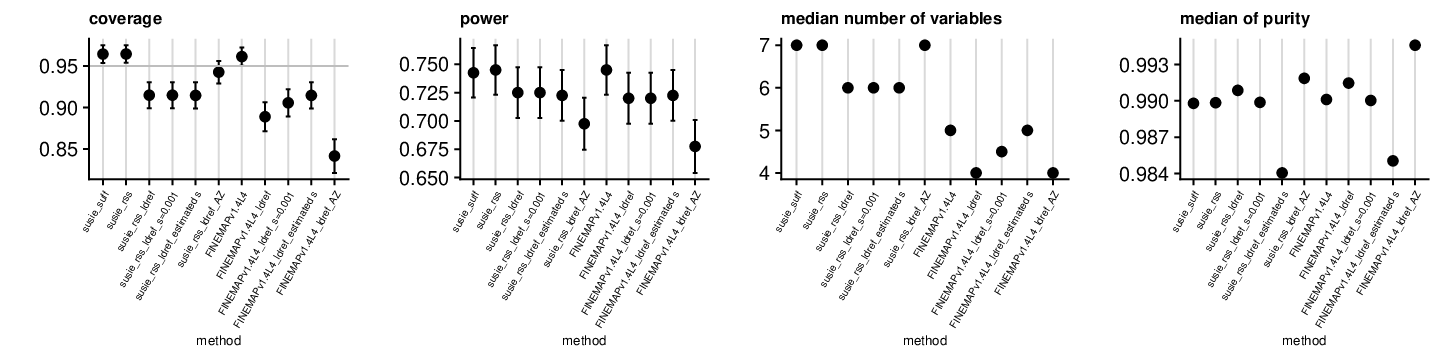 coverage
0.95
0.90
0.85
susie_suff
susie_rss
susie_rss_ldref
susie_rss_ldref_s=0.001
susie_rss_ldref_estimated s
susie_rss_ldref_AZ
FINEMAPv1.4L4
FINEMAPv1.4L4_ldref
FINEMAPv1.4L4_ldref_s=0.001
FINEMAPv1.4L4_ldref_estimated s
FINEMAPv1.4L4_ldref_AZ
method
power
0.750
0.725
0.700
0.675
0.650
susie_suff
susie_rss
susie_rss_ldref
susie_rss_ldref_s=0.001
susie_rss_ldref_estimated s
susie_rss_ldref_AZ
FINEMAPv1.4L4
FINEMAPv1.4L4_ldref
FINEMAPv1.4L4_ldref_s=0.001
FINEMAPv1.4L4_ldref_estimated s
FINEMAPv1.4L4_ldref_AZ
method
median number of variables
7
6
5
4
susie_suff
susie_rss
susie_rss_ldref
susie_rss_ldref_s=0.001
susie_rss_ldref_estimated s
susie_rss_ldref_AZ
FINEMAPv1.4L4
FINEMAPv1.4L4_ldref
FINEMAPv1.4L4_ldref_s=0.001
FINEMAPv1.4L4_ldref_estimated s
FINEMAPv1.4L4_ldref_AZ
method
median of purity
0.993
0.990
0.987
0.984
susie_suff
susie_rss
susie_rss_ldref
susie_rss_ldref_s=0.001
susie_rss_ldref_estimated s
susie_rss_ldref_AZ
FINEMAPv1.4L4
FINEMAPv1.4L4_ldref
FINEMAPv1.4L4_ldref_s=0.001
FINEMAPv1.4L4_ldref_estimated s
FINEMAPv1.4L4_ldref_AZ
method